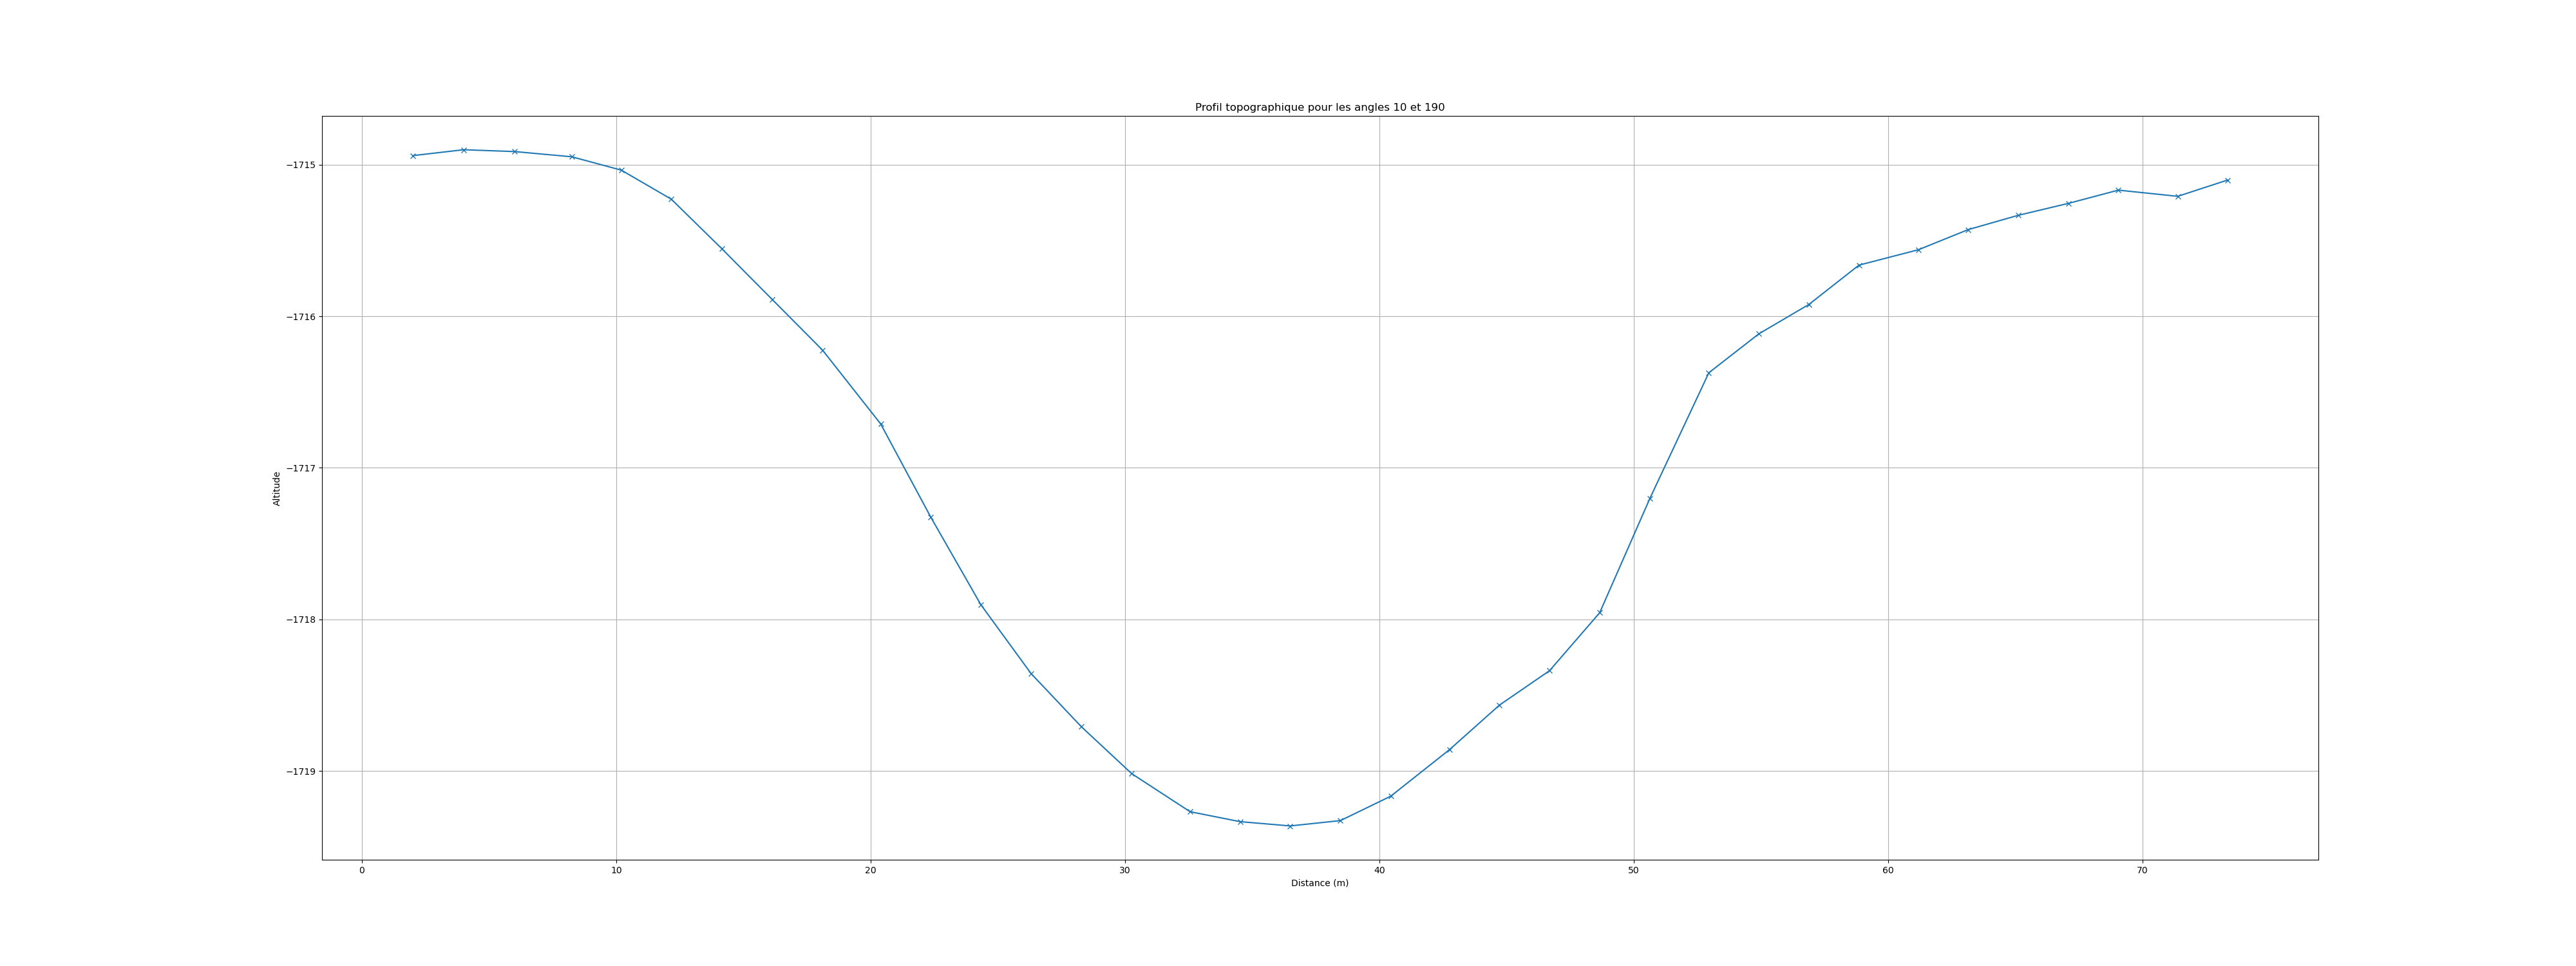 Profil topographique pour les angles 10 et 190
−1715
−1716
−1717
−1718
−1719
Altitude
0 10 20 30 40 50 60 70
Distance (m)